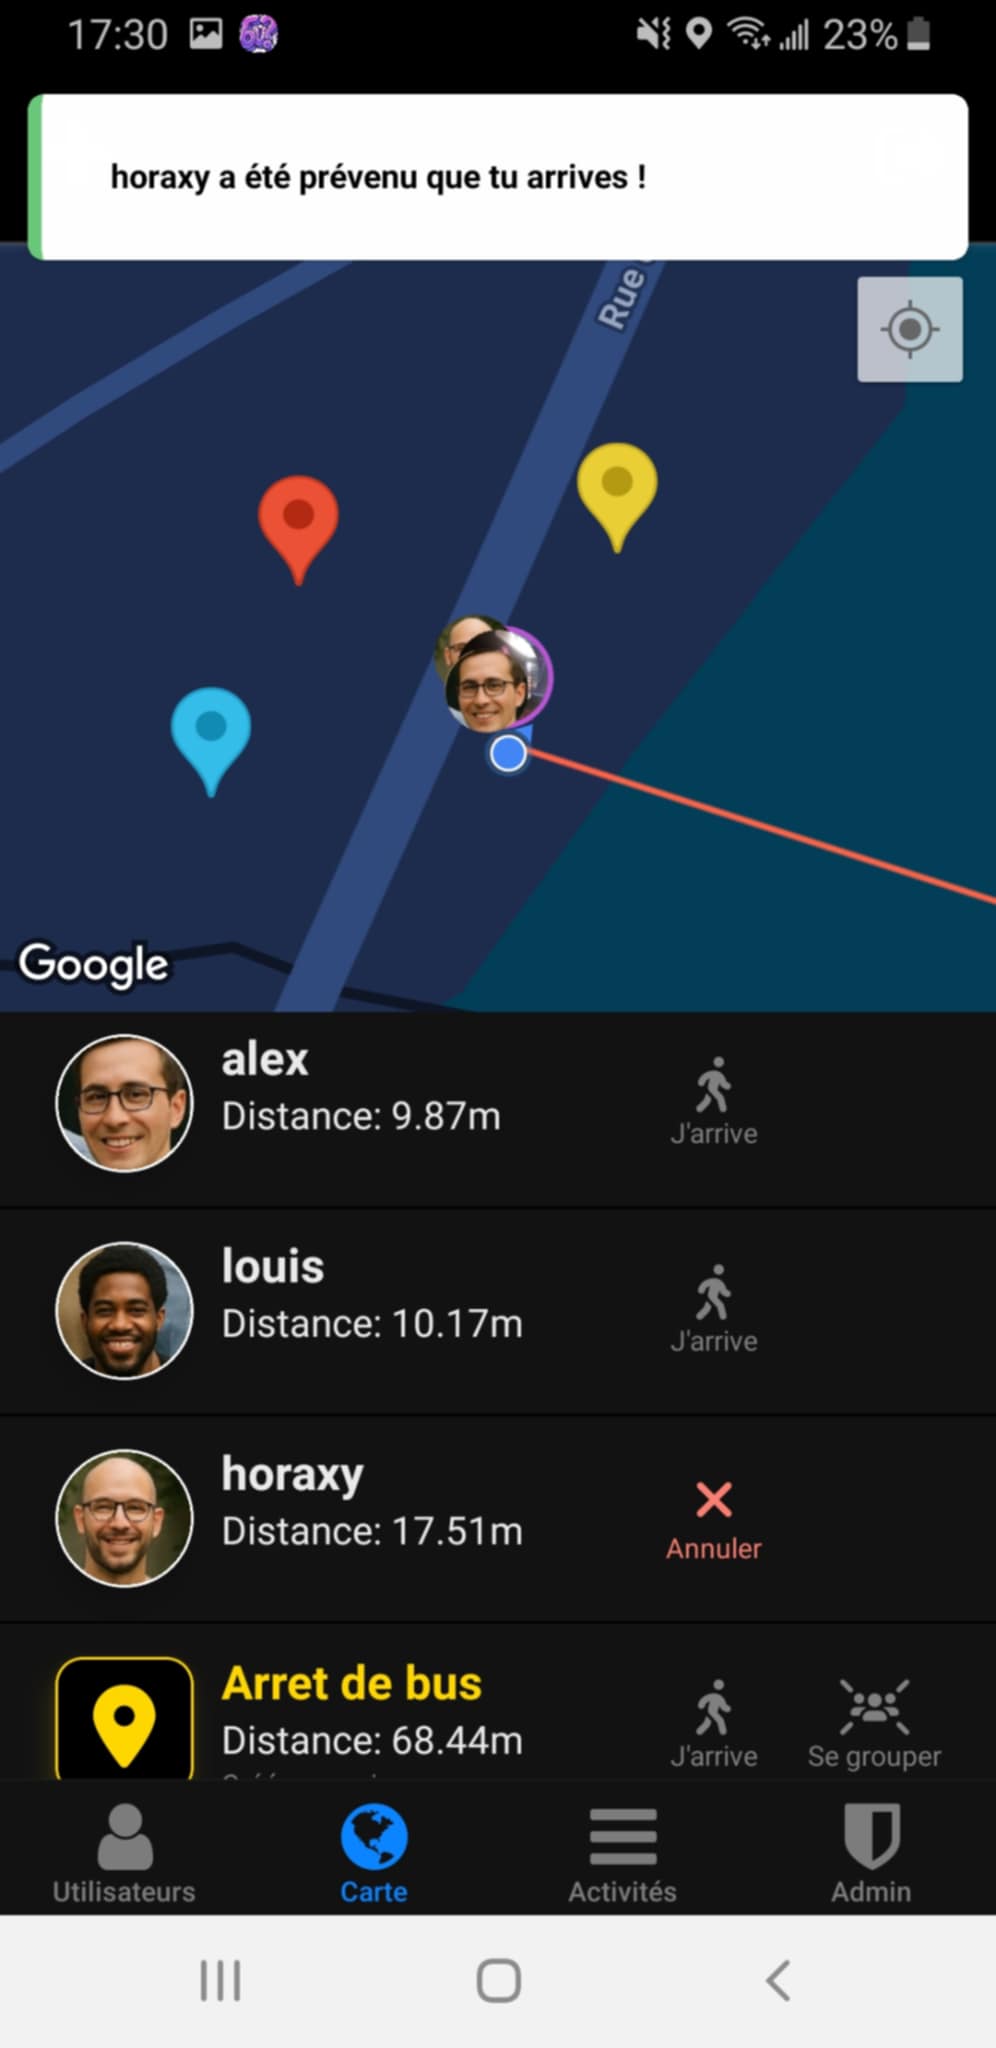 17:30
23%
horaxy a été prévenu que tu arrives !
Rue
Google
alex
Distance: 9.87m
J'arrive
louis
Distance: 10.17m
J'arrive
horaxy
Distance: 17.51m
Annuler
Arret de bus
Distance: 68.44m
J'arrive
Se grouper
Utilisateurs
Carte
Activités
Admin